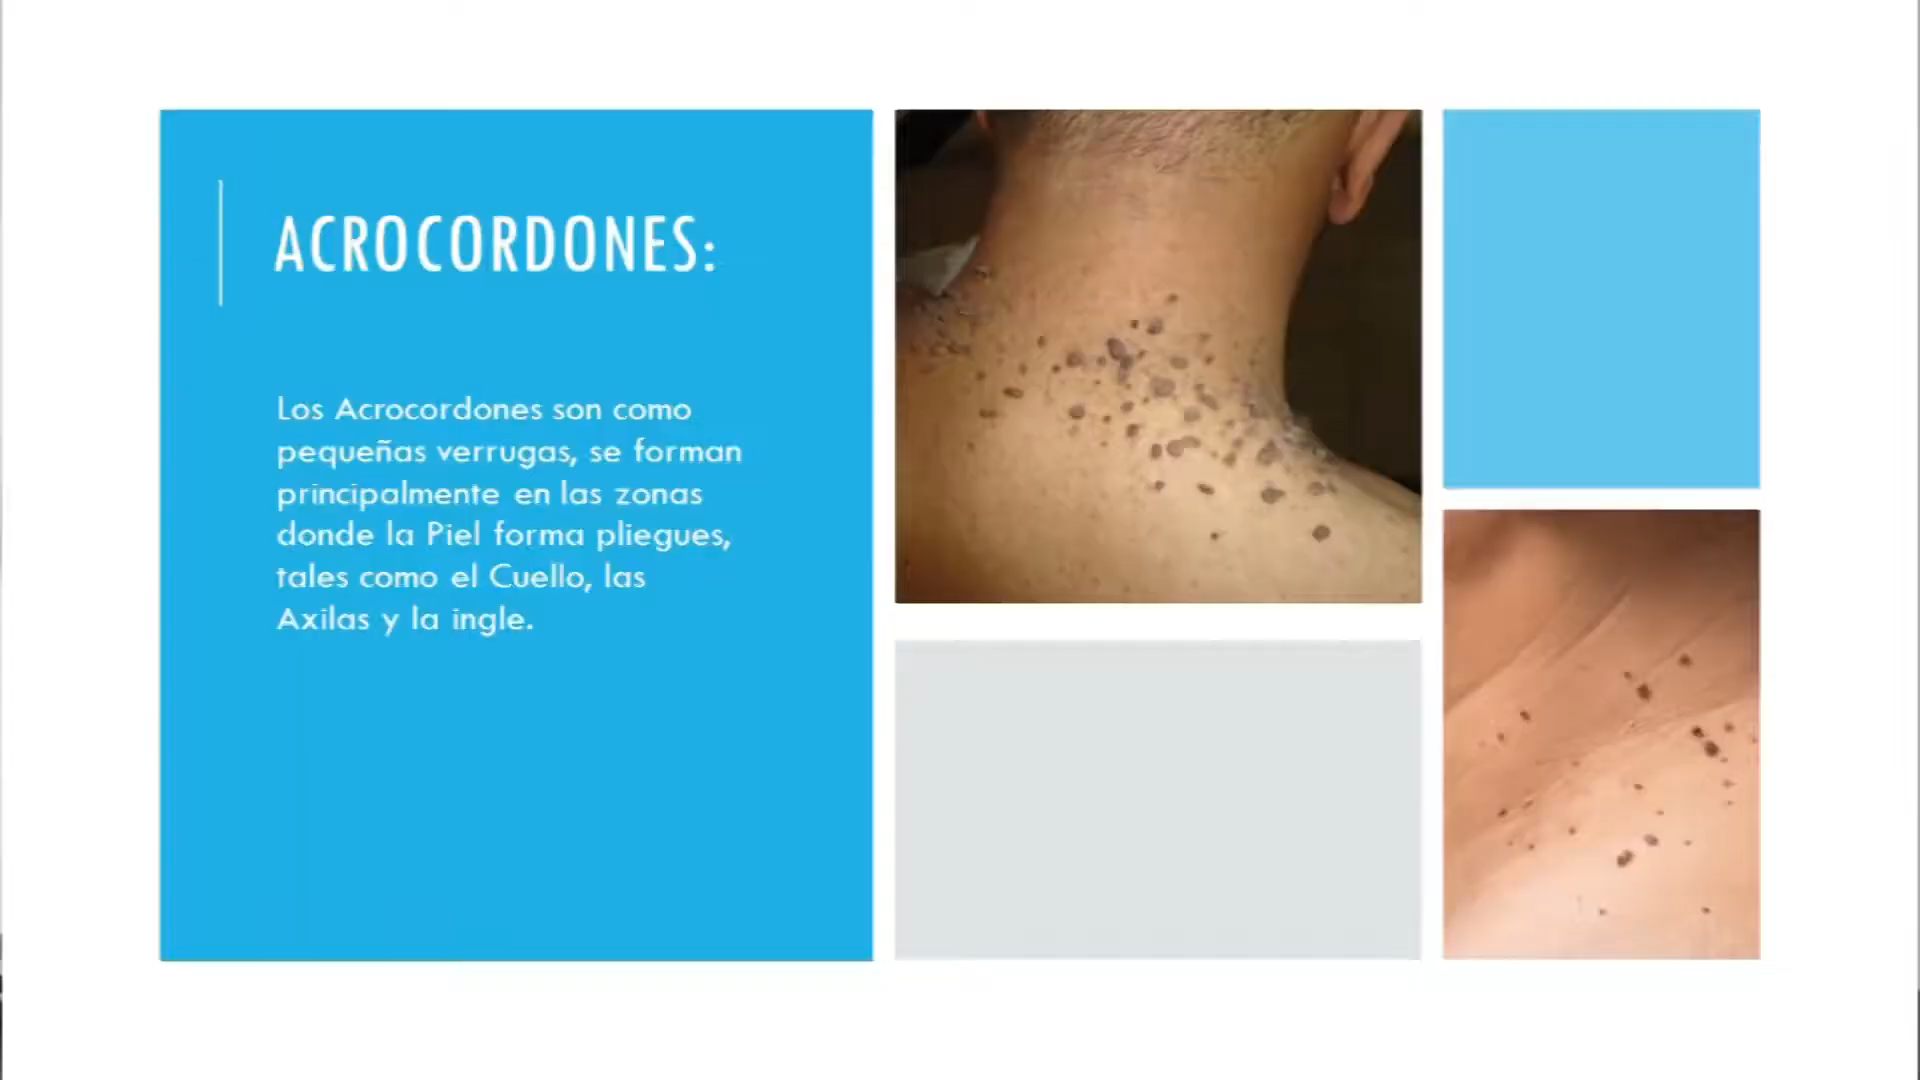 ACROCORDONES:
Los Acrocordones son como
pequeñas verrugas, se forman
principalmente en las zonas
donde la Piel forma pliegues,
tales como el Cuello, las
Axilas y la ingle.